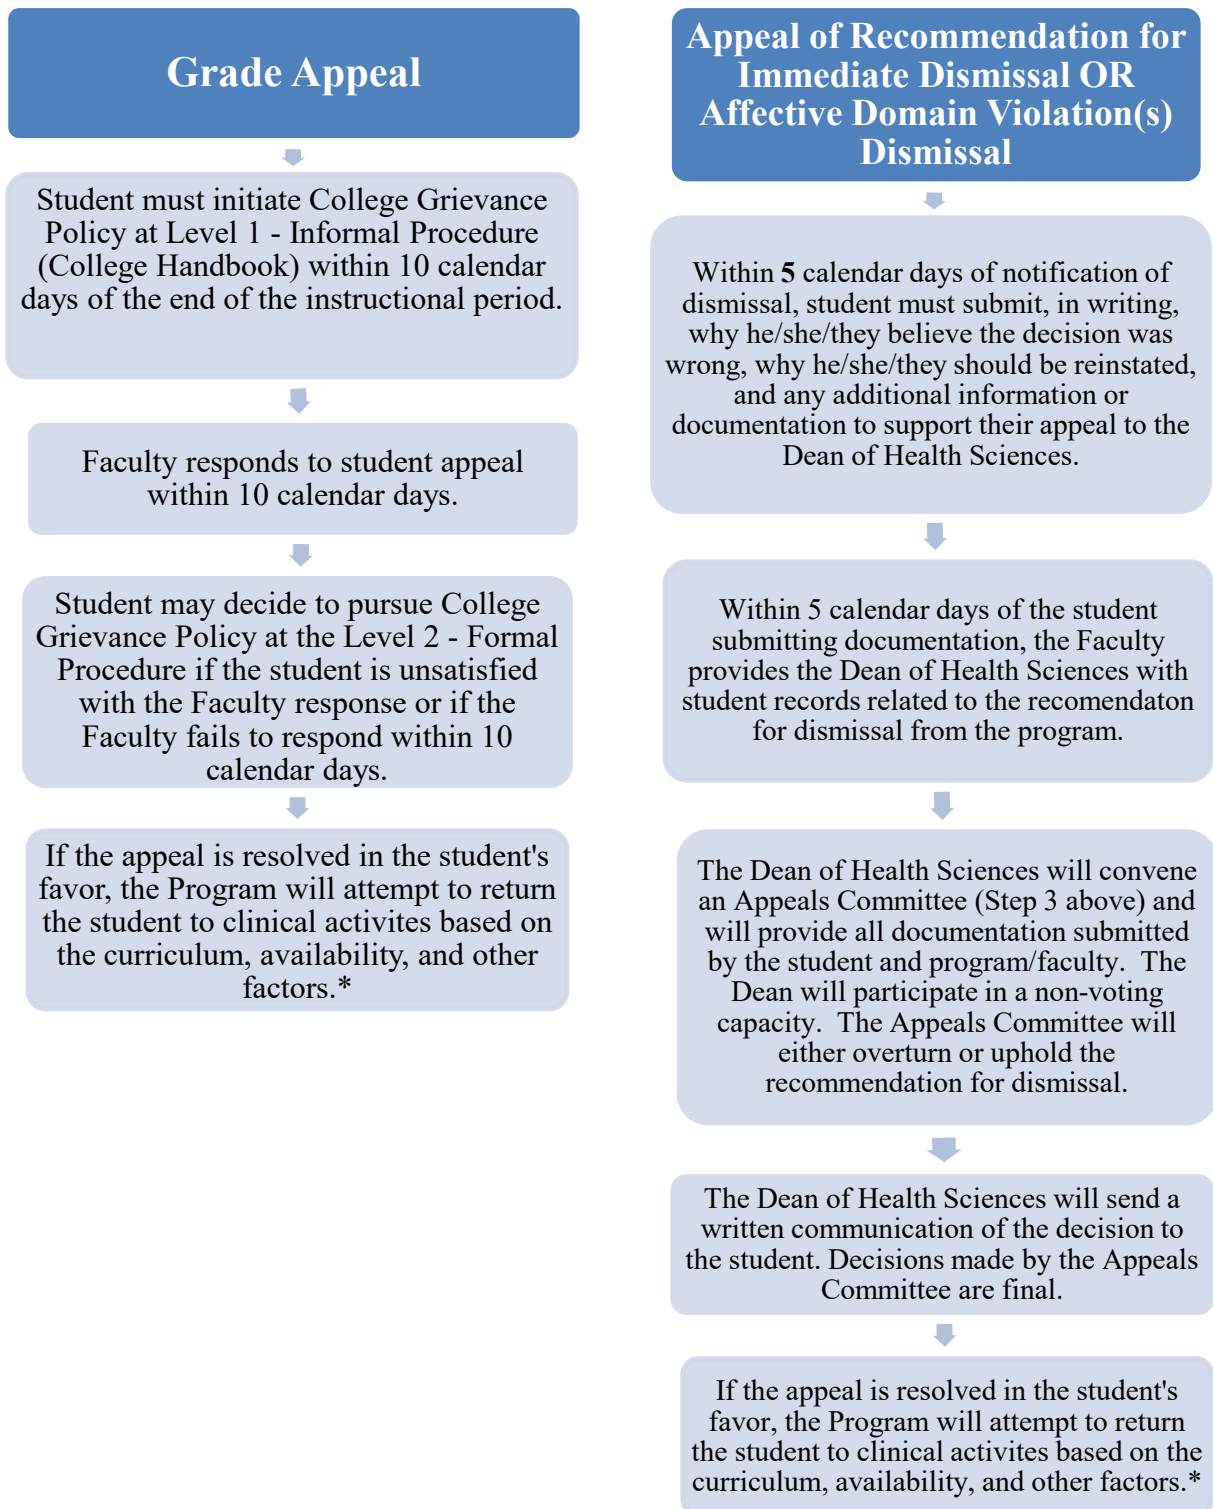 Grade Appeal
Student must initiate College Grievance
Policy at Level 1 - Informal Procedure
(College Handbook) within 10 calendar
days of the end of the instructional period.
Faculty responds to student appeal
within 10 calendar days.
Student may decide to pursue College
Grievance Policy at the Level 2 - Formal
Procedure if the student is unsatisfied
with the Faculty response or if the
Faculty fails to respond within 10
calendar days.
If the appeal is resolved in the student's
favor, the Program will attempt to return
the student to clinical activites based on
the curriculum, availability, and other
factors.*
Appeal of Recommendation for
Immediate Dismissal OR
Affective Domain Violation(s)
Dismissal
Within 5 calendar days of notification of
dismissal, student must submit, in writing,
why he/she/they believe the decision was
wrong, why he/she/they should be reinstated,
and any additional information or
documentation to support their appeal to the
Dean of Health Sciences.
Within 5 calendar days of the student
submitting documentation, the Faculty
provides the Dean of Health Sciences with
student records related to the recomendaton
for dismissal from the program.
The Dean of Health Sciences will convene
an Appeals Committee (Step 3 above) and
will provide all documentation submitted
by the student and program/faculty.  The
Dean will participate in a non-voting
capacity.  The Appeals Committee will
either overturn or uphold the
recommendation for dismissal.
The Dean of Health Sciences will send a
written communication of the decision to
the student. Decisions made by the Appeals
Committee are final.
If the appeal is resolved in the student's
favor, the Program will attempt to return
the student to clinical activites based on the
curriculum, availability, and other factors.*